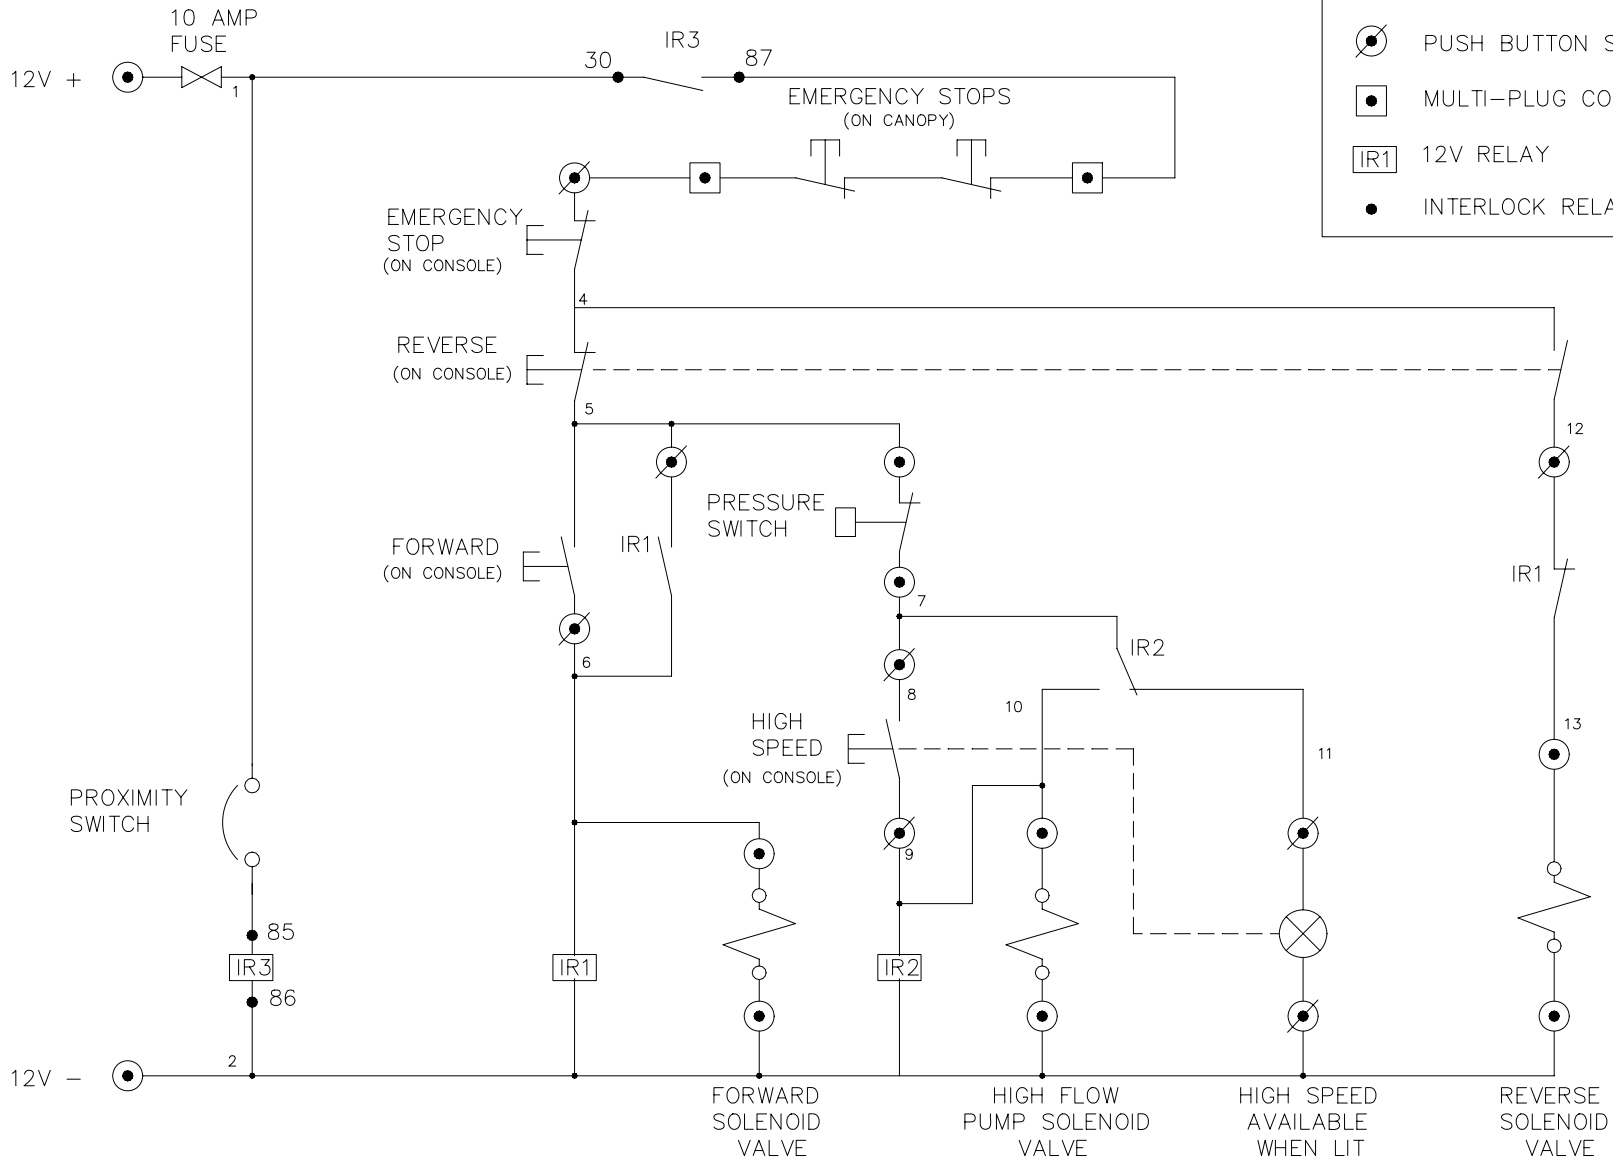 10 AMP
FUSE
12V +
1
30
IR3
87
EMERGENCY STOPS
(ON CANOPY)
PUSH BUTTON
MULTI-PLUG
IR1 12V RELAY
INTERLOCK
EMERGENCY
STOP
(ON CONSOLE)
4
REVERSE
(ON CONSOLE)
5
12
PRESSURE
SWITCH
FORWARD
(ON CONSOLE)
IR1
IR1
7
6
IR2
8
10
HIGH
SPEED
(ON CONSOLE)
13
11
PROXIMITY
SWITCH
9
85
IR3
86
IR1
IR2
2
12V -
FORWARD
SOLENOID
VALVE
HIGH FLOW
PUMP SOLENOID
VALVE
HIGH SPEED
AVAILABLE
WHEN LIT
REVERSE
SOLENOID
VALVE